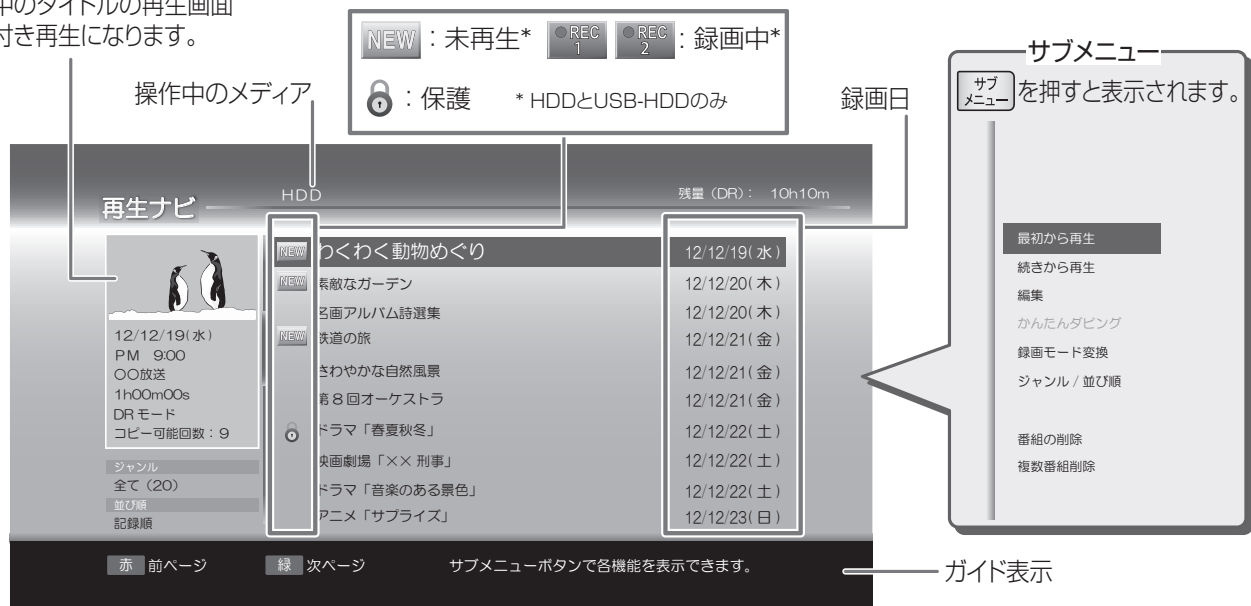 中のタイトルの再生画面
付き再生になります。
操作中のメディア
NEW：未再生* REC 1 REC 2：録画中*
：保護 * HDDとUSB-HDDのみ
録画日
サブメニュー
サブメニューを押すと表示されます。
再生ナビ
HDD
残量（DR）： 10h10m
NEW わくわく動物めぐり 12/12/19(水)
NEW 素敵なガーデン 12/12/20(木)
名画アルバム詩選集 12/12/20(木)
NEW 鉄道の旅 12/12/21(金)
さわやかな自然風景 12/12/21(金)
第8回オーケストラ 12/12/21(金)
ドラマ「春夏秋冬」 12/12/22(土)
映画劇場「×× 刑事」 12/12/22(土)
ドラマ「音楽のある景色」 12/12/22(土)
アニメ「サプライズ」 12/12/23(日)
12/12/19(水)
PM 9:00
〇〇放送
1h00m00s
DRモード
コピー可能回数：9
ジャンル
全て（20）
並び順
記録順
最初から再生
続きから再生
編集
かんたんダビング
録画モード変換
ジャンル / 並び順
番組の削除
複数番組削除
赤 前ページ 緑 次ページ サブメニューボタンで各機能を表示できます。
ガイド表示